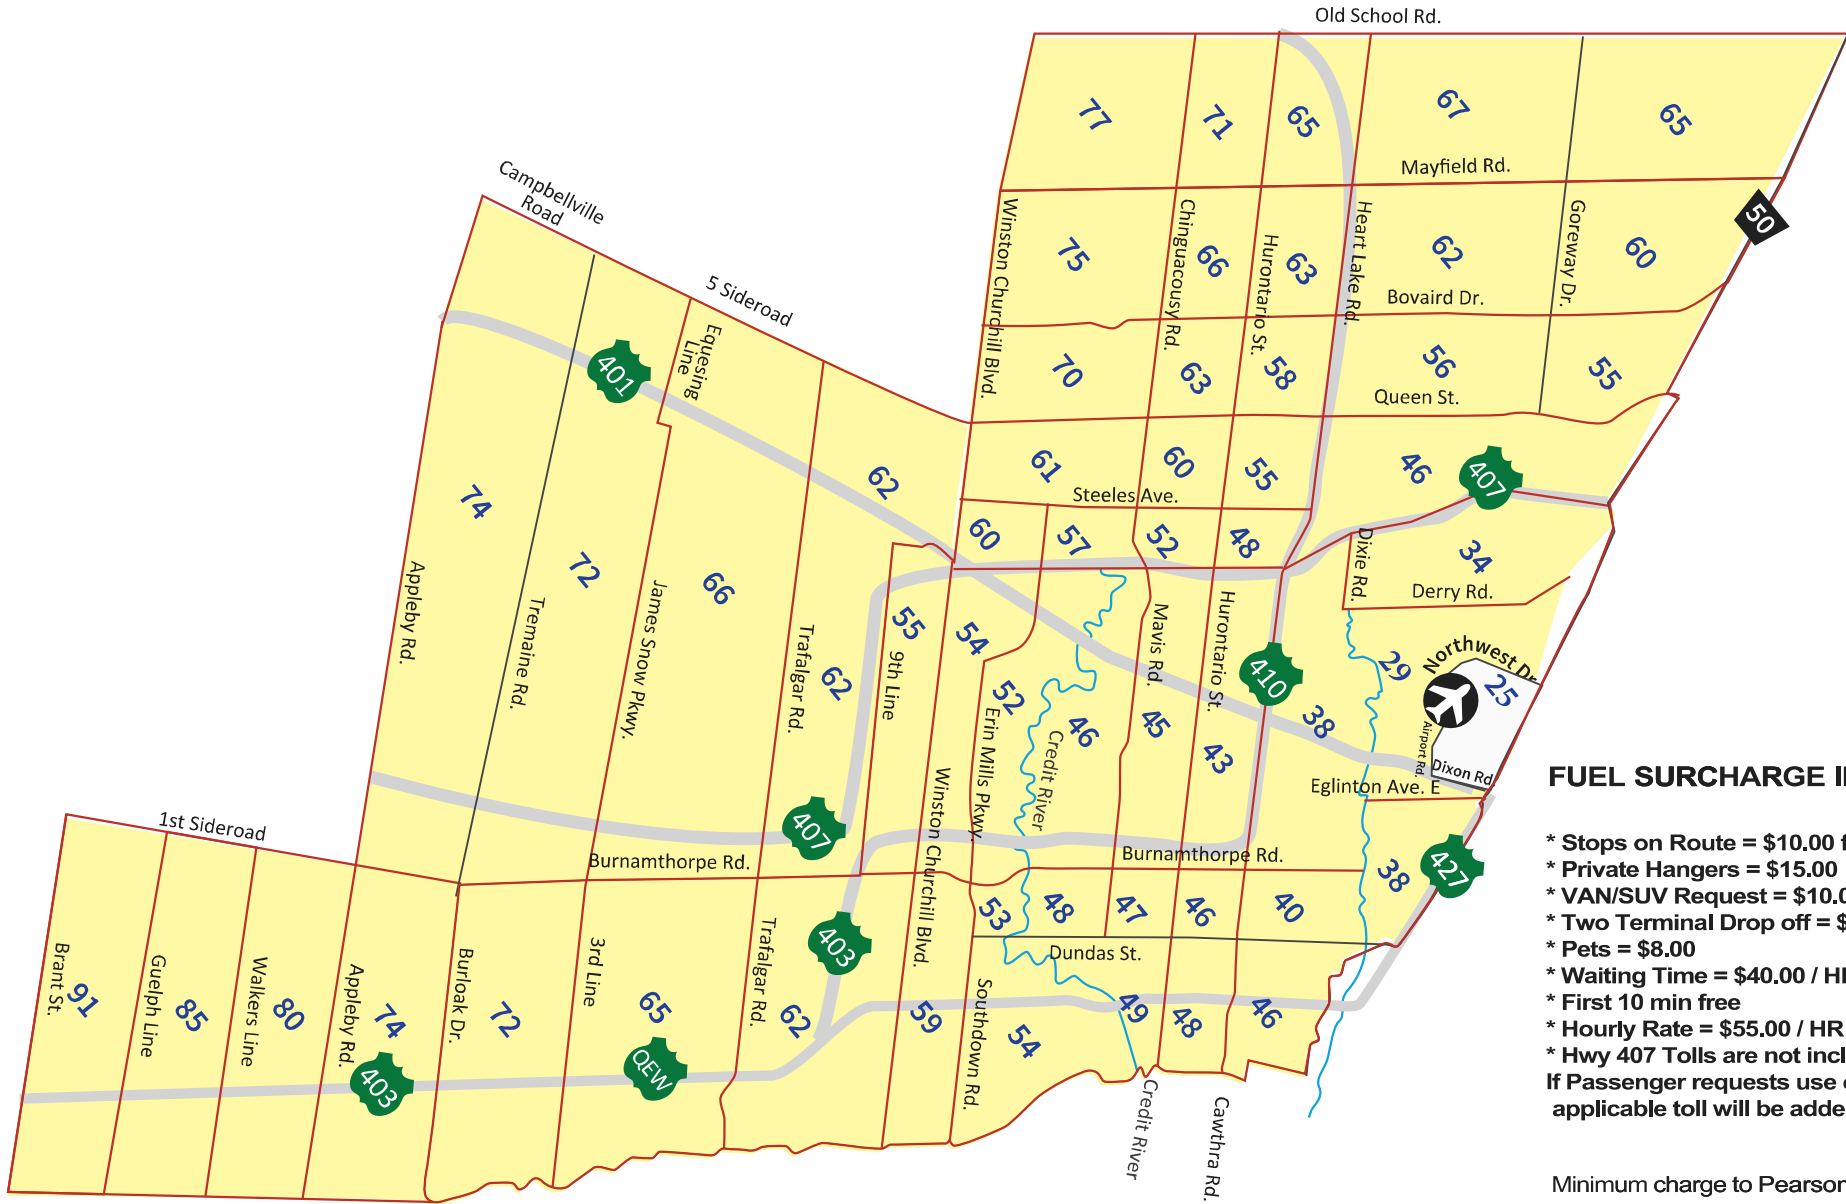 Old School Rd.
77
71
65
67
65
Mayfield Rd.
Campbellville
Road
50
Winston Churchill Blvd.
75
Chinguacousy Rd.
66
Hurontario St.
63
Heart Lake Rd.
62
Goreway Dr.
60
5 Sideroad
Bovaird Dr.
Equesing
Line
401
70
63
58
56
55
Queen St.
74
62
61
60
55
46
407
Steeles Ave.
60
57
52
48
Dixie Rd.
34
Appleby Rd.
72
Tremaine Rd.
James Snow Pkwy.
66
Derry Rd.
Trafalgar Rd.
62
55
9th Line
54
52
Erin Mills Pkwy.
Credit River
46
Mavis Rd.
45
Hurontario St.
43
410
38
29
Northwest Dr
25
Airport Rd.
Dixon Rd
Eglinton Ave. E
Winston Churchill Blvd.
407
1st Sideroad
Burnamthorpe Rd.
Burnamthorpe Rd.
38
427
53
48
47
46
40
Dundas St.
403
Brant St.
91
Guelph Line
85
Walkers Line
80
Appleby Rd.
74
403
Burloak Dr.
72
3rd Line
65
QEW
Trafalgar Rd.
62
59
Southdown Rd.
54
49
48
46
Credit River
Cawthra Rd.
FUEL SURCHARGE I
* Stops on Route = $10.00 f
* Private Hangers = $15.00
* VAN/SUV Request = $10.0
* Two Terminal Drop off = $
* Pets = $8.00
* Waiting Time = $40.00 / H
* First 10 min free
* Hourly Rate = $55.00 / HR
* Hwy 407 Tolls are not incl
If Passenger requests use
applicable toll will be adde
Minimum charge to Pearson